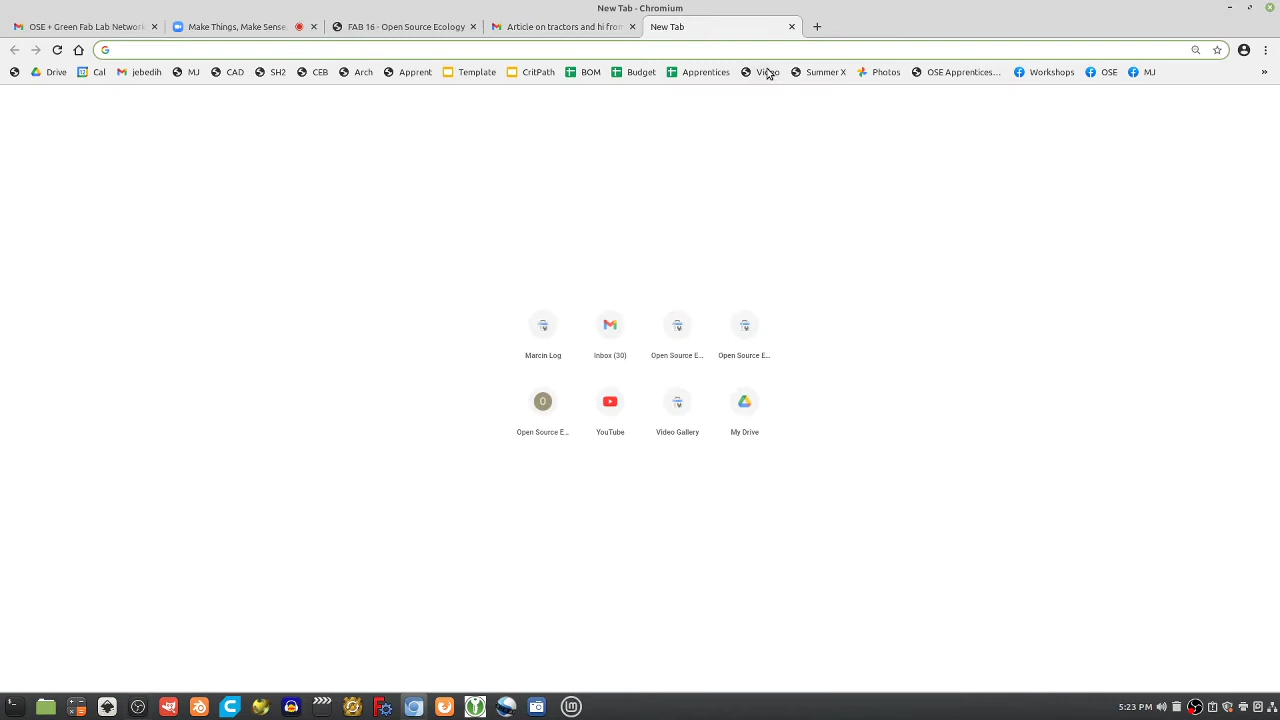 New Tab - Chromium
OSE + Green Fab Lab Network
Make Things, Make Sense.
FAB 16 - Open Source Ecology
Article on tractors and hi from
New Tab
Drive
Cal
jebedit
MJ
CAD
SH2
CEB
Arch
Apprent
Template
CritPath
BOM
Budget
Apprentices
Video
Summer X
Photos
OSE Apprentices...
Workshops
OSE
MJ
Marcin Log
Inbox (30)
Open Source E...
Open Source E...
O
Open Source E...
YouTube
Video Gallery
My Drive
5:23 PM